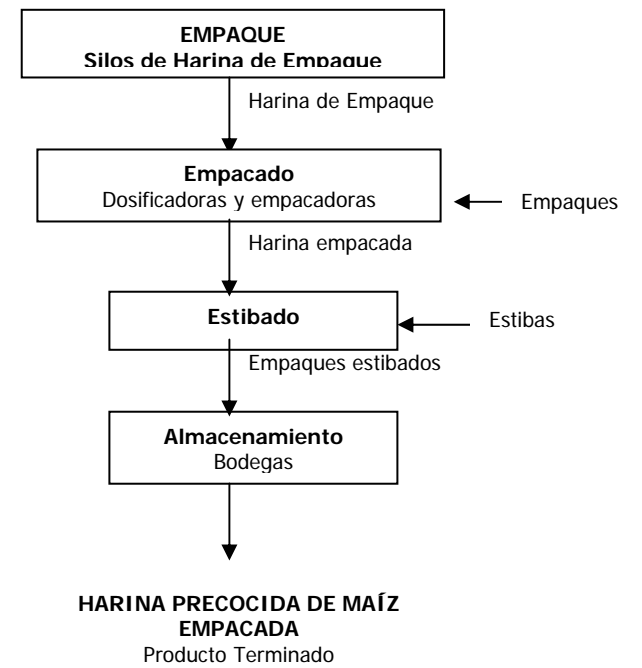 EMPAQUE
Silos de Harina de Empaque
Harina de Empaque
Empacado
Dosificadoras y empacadoras
Empaques
Harina empacada
Estibado
Estibas
Empaques estibados
Almacenamiento
Bodegas
HARINA PRECOCIDA DE MAÍZ
EMPACADA
Producto Terminado